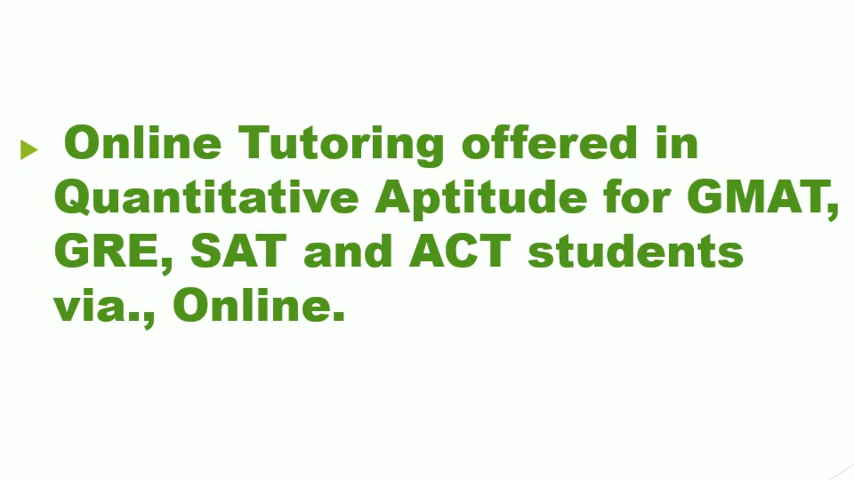 Online Tutoring offered in
Quantitative Aptitude for GMAT,
GRE, SAT and ACT students
via., Online.